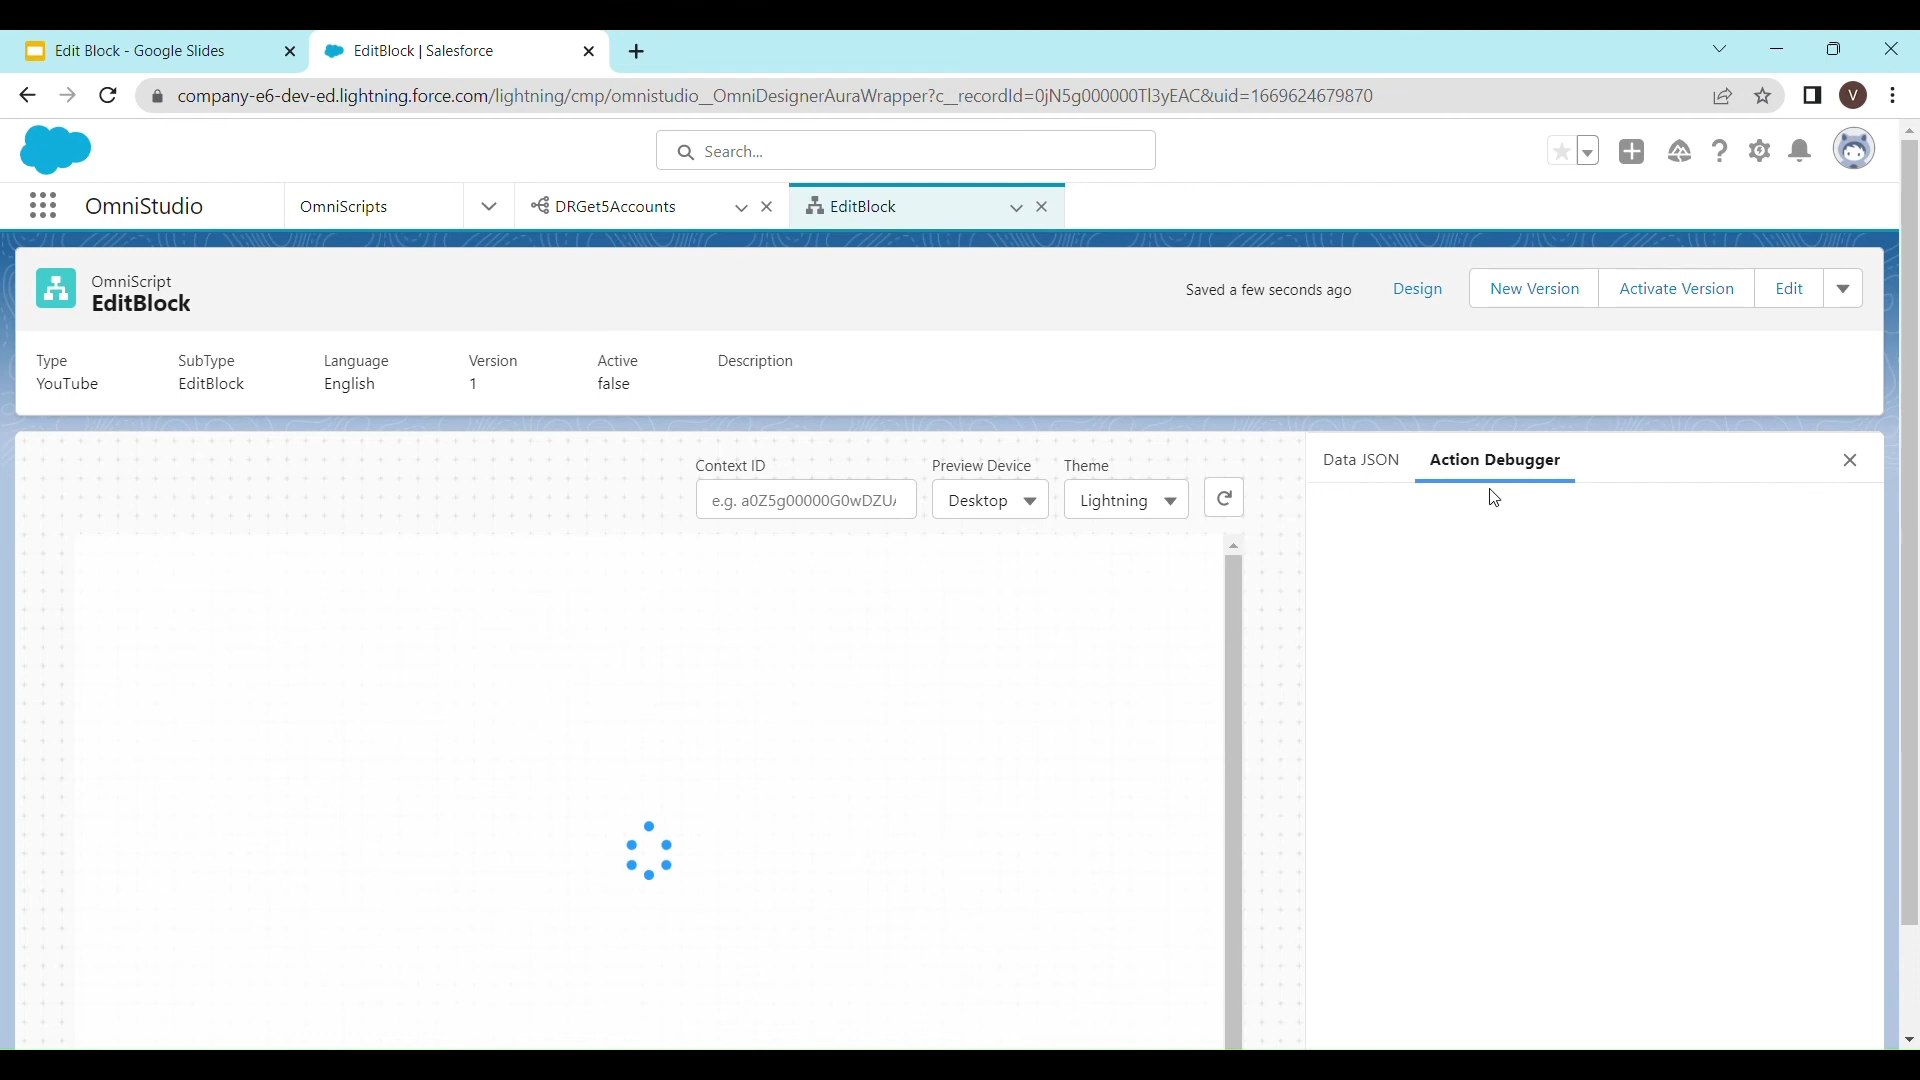 Edit Block - Google Slides
EditBlock | Salesforce
company-e6-dev-ed.lightning.force.com/lightning/cmp/omnistudio__OmniDesignerAuraWrapper?c__recordId=0jN5g000000Tl3yEAC&uid=1669624679870
V
Search...
OmniStudio
OmniScripts
DRGet5Accounts
EditBlock
OmniScript
EditBlock
Saved a few seconds ago
Design
New Version
Activate Version
Edit
Type
SubType
Language
Version
Active
Description
YouTube
EditBlock
English
1
false
Context ID
Preview Device
Theme
Data JSON
Action Debugger
e.g. a0Z5g00000G0wDZU
Desktop
Lightning